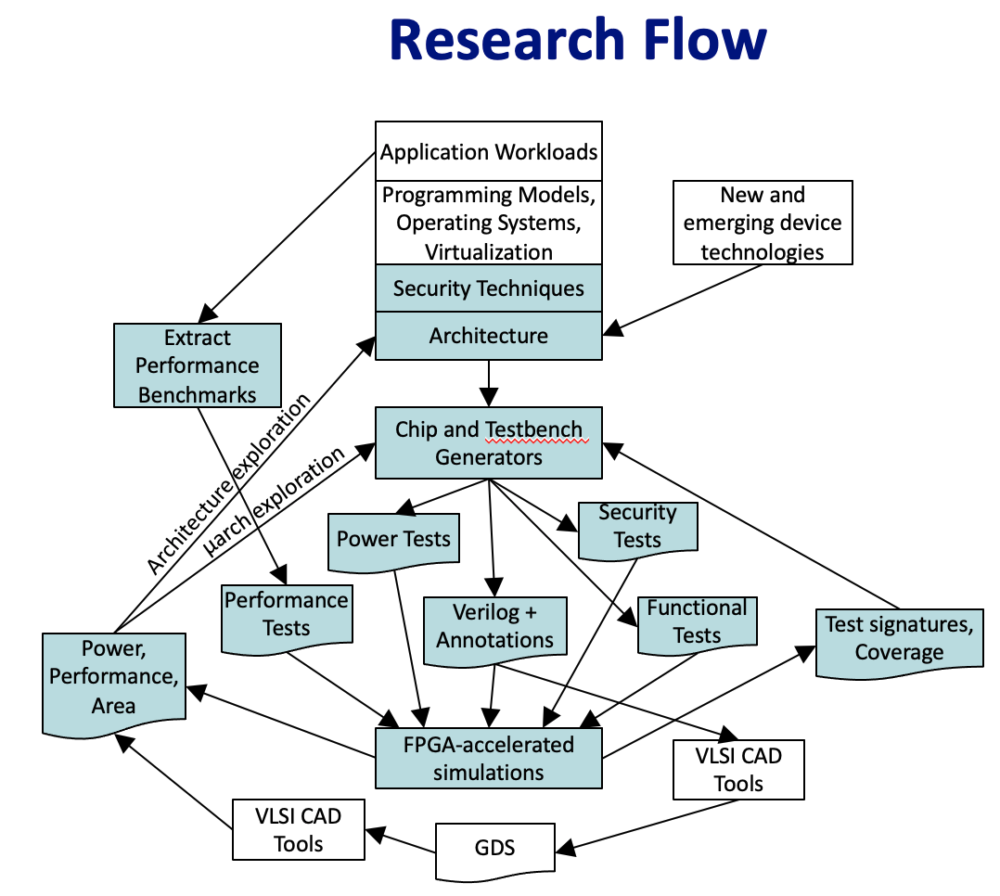 Research Flow
Application Workloads
Programming Models,
Operating Systems,
Virtualization
New and
emerging device
technologies
Security Techniques
Architecture
Extract
Performance
Benchmarks
Architecture exploration
µarch exploration
Chip and Testbench
Generators
Power Tests
Security
Tests
Performance
Tests
Verilog +
Annotations
Functional
Tests
Test signatures,
Coverage
Power,
Performance,
Area
FPGA-accelerated
simulations
VLSI CAD
Tools
VLSI CAD
Tools
GDS